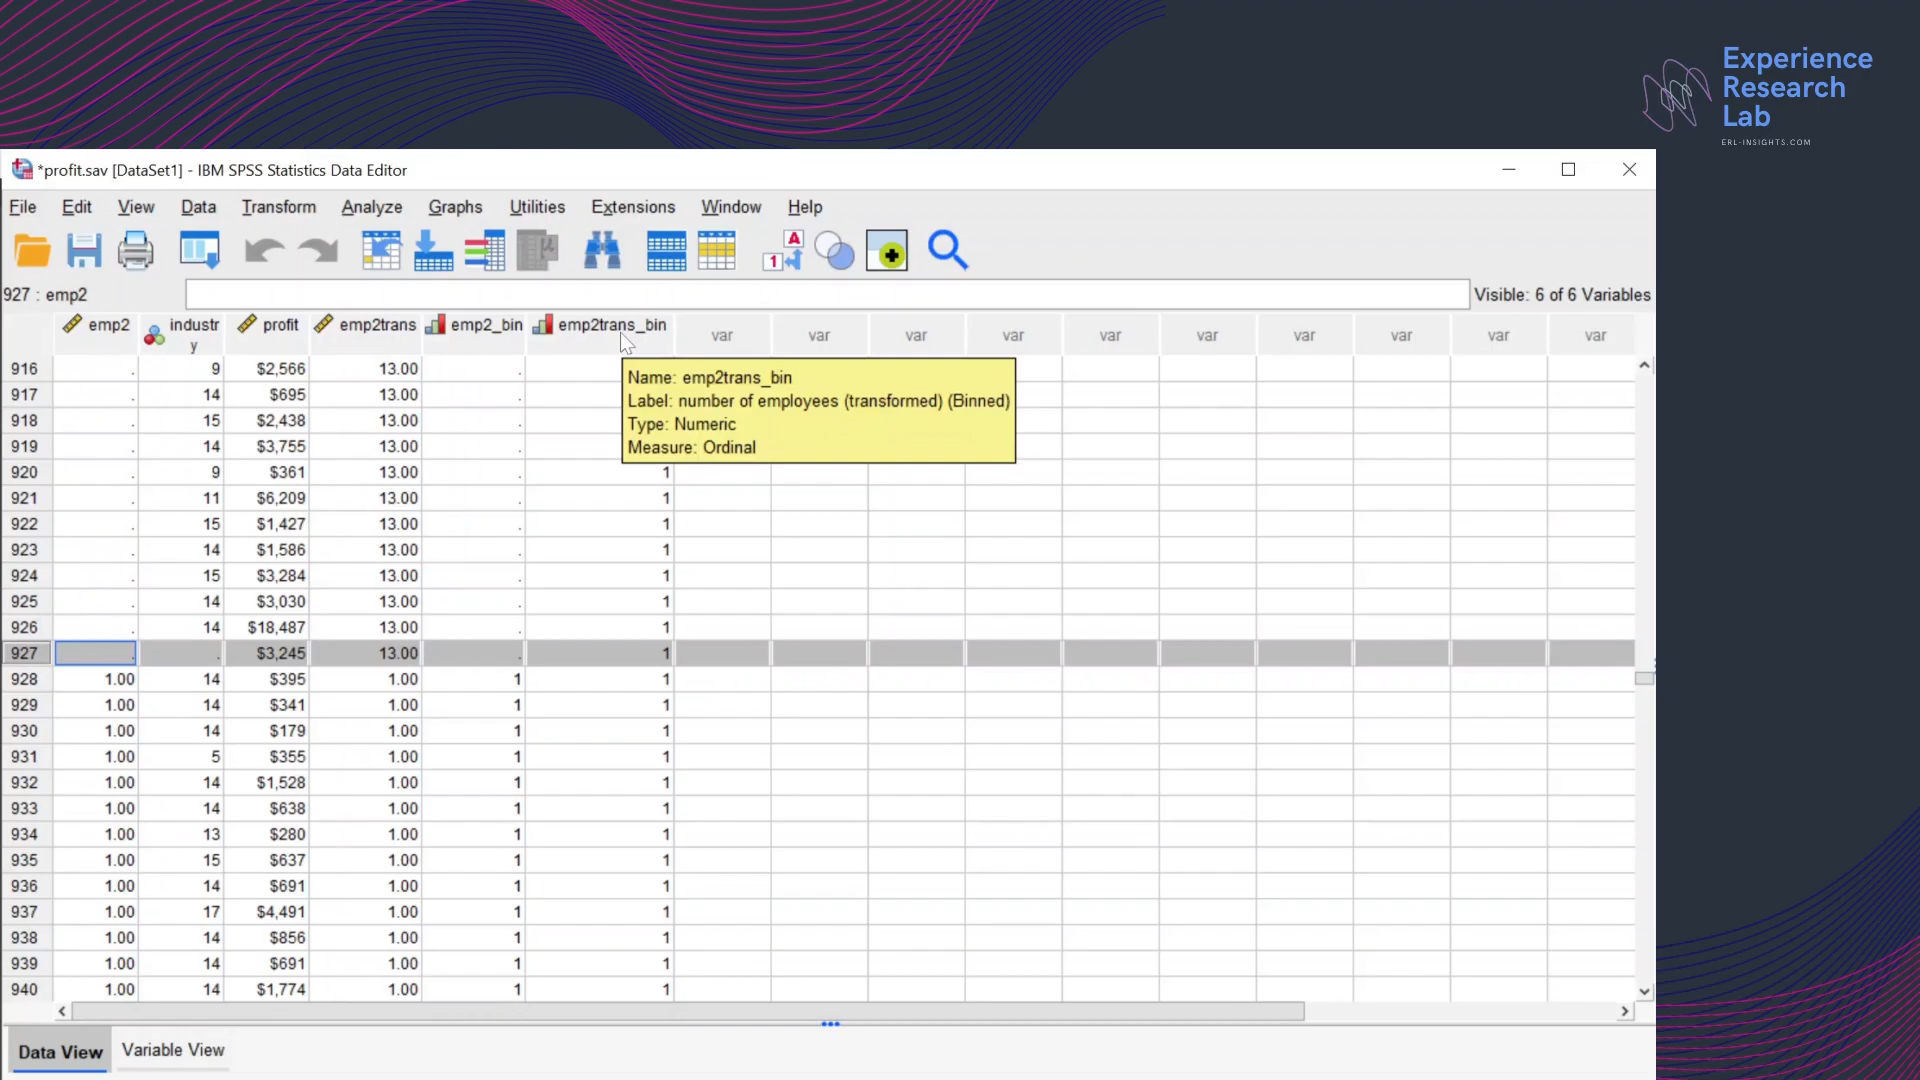 Experience
Research
Lab
ERL-INSIGHTS.COM
*profit.sav [DataSet1] - IBM SPSS Statistics Data Editor
File Edit View Data Transform Analyze Graphs Utilities Extensions Window Help
927 : emp2 Visible: 6 of 6 Variables
emp2 industr profit emp2trans emp2_bin emp2trans_bin var var var var var var var var var var
y
916 . 9 $2,566 13.00 .
Name: emp2trans_bin
917 . 14 $695 13.00 .
Label: number of employees (transformed) (Binned)
918 . 15 $2,438 13.00 .
Type: Numeric
919 . 14 $3,755 13.00 .
Measure: Ordinal
920 . 9 $361 13.00 . 1
921 . 11 $6,209 13.00 . 1
922 . 15 $1,427 13.00 . 1
923 . 14 $1,586 13.00 . 1
924 . 15 $3,284 13.00 . 1
925 . 14 $3,030 13.00 . 1
926 . 14 $18,487 13.00 . 1
927 . . $3,245 13.00 . 1
928 1.00 14 $395 1.00 1 1
929 1.00 14 $341 1.00 1 1
930 1.00 14 $179 1.00 1 1
931 1.00 5 $355 1.00 1 1
932 1.00 14 $1,528 1.00 1 1
933 1.00 14 $638 1.00 1 1
934 1.00 13 $280 1.00 1 1
935 1.00 15 $637 1.00 1 1
936 1.00 14 $691 1.00 1 1
937 1.00 17 $4,491 1.00 1 1
938 1.00 14 $856 1.00 1 1
939 1.00 14 $691 1.00 1 1
940 1.00 14 $1,774 1.00 1 1
Data View Variable View